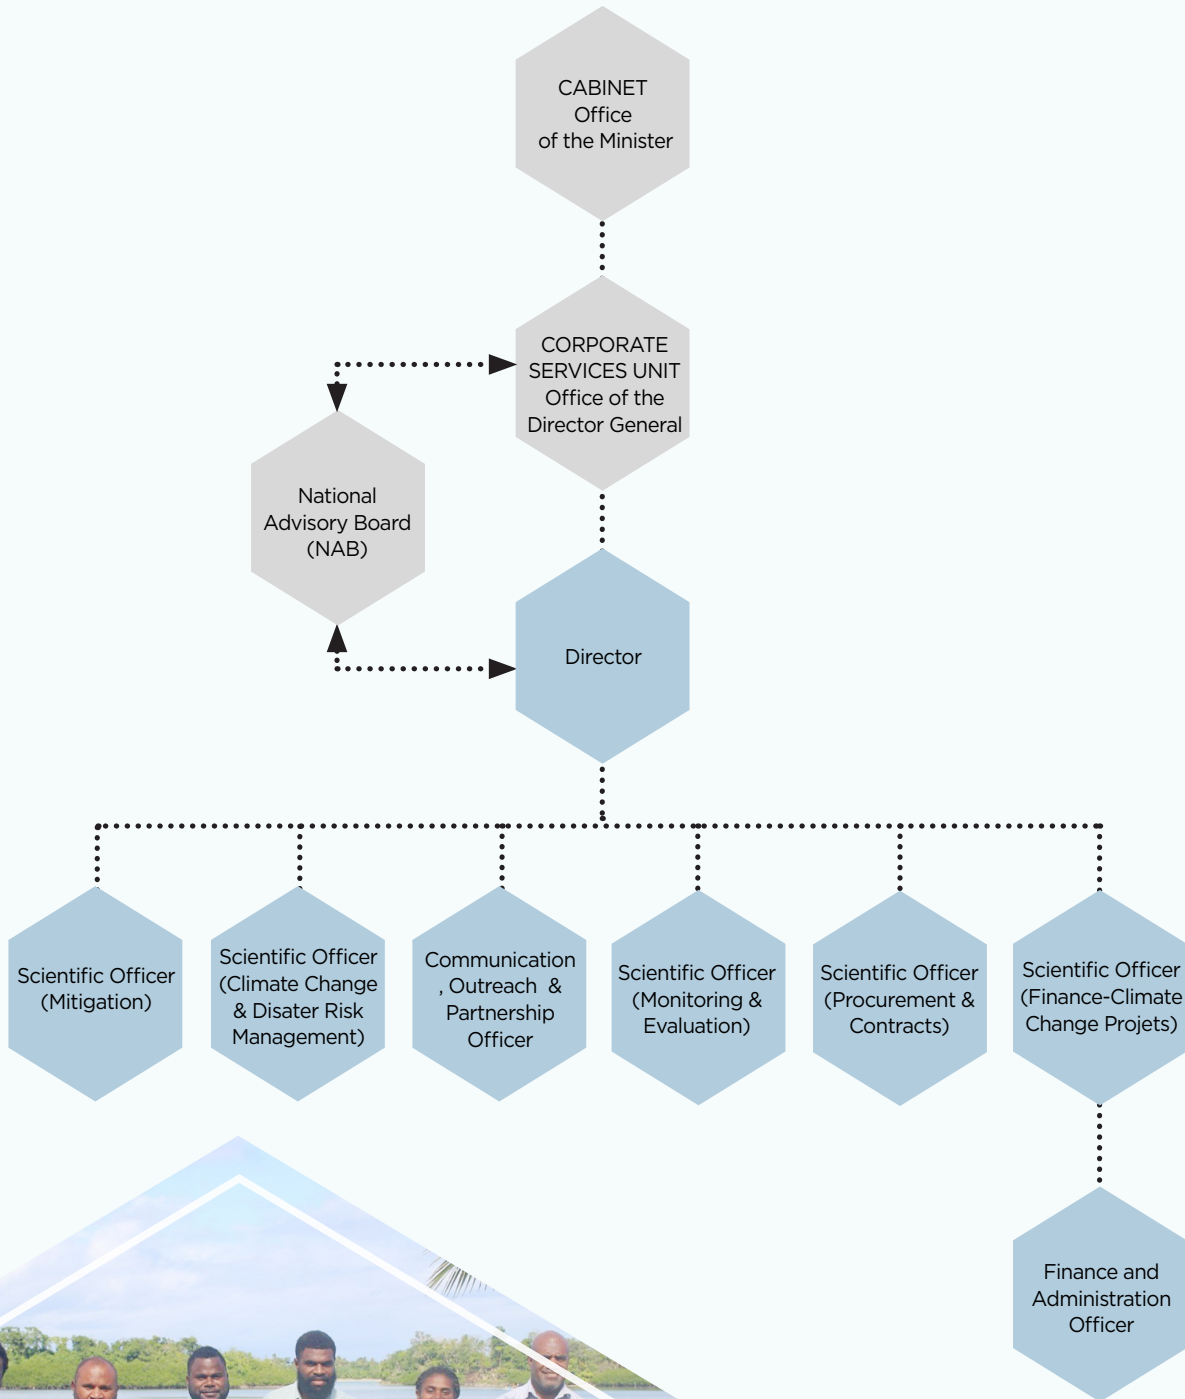 CABINET
Office
of the Minister
CORPORATE
SERVICES UNIT
Office of the
Director General
National
Advisory Board
(NAB)
Director
Scientific Officer
(Mitigation)
Scientific Officer
(Climate Change
& Disater Risk
Management)
Communication
, Outreach &
Partnership
Officer
Scientific Officer
(Monitoring &
Evaluation)
Scientific Officer
(Procurement &
Contracts)
Scientific Officer
(Finance-Climate
Change Projets)
Finance and
Administration
Officer